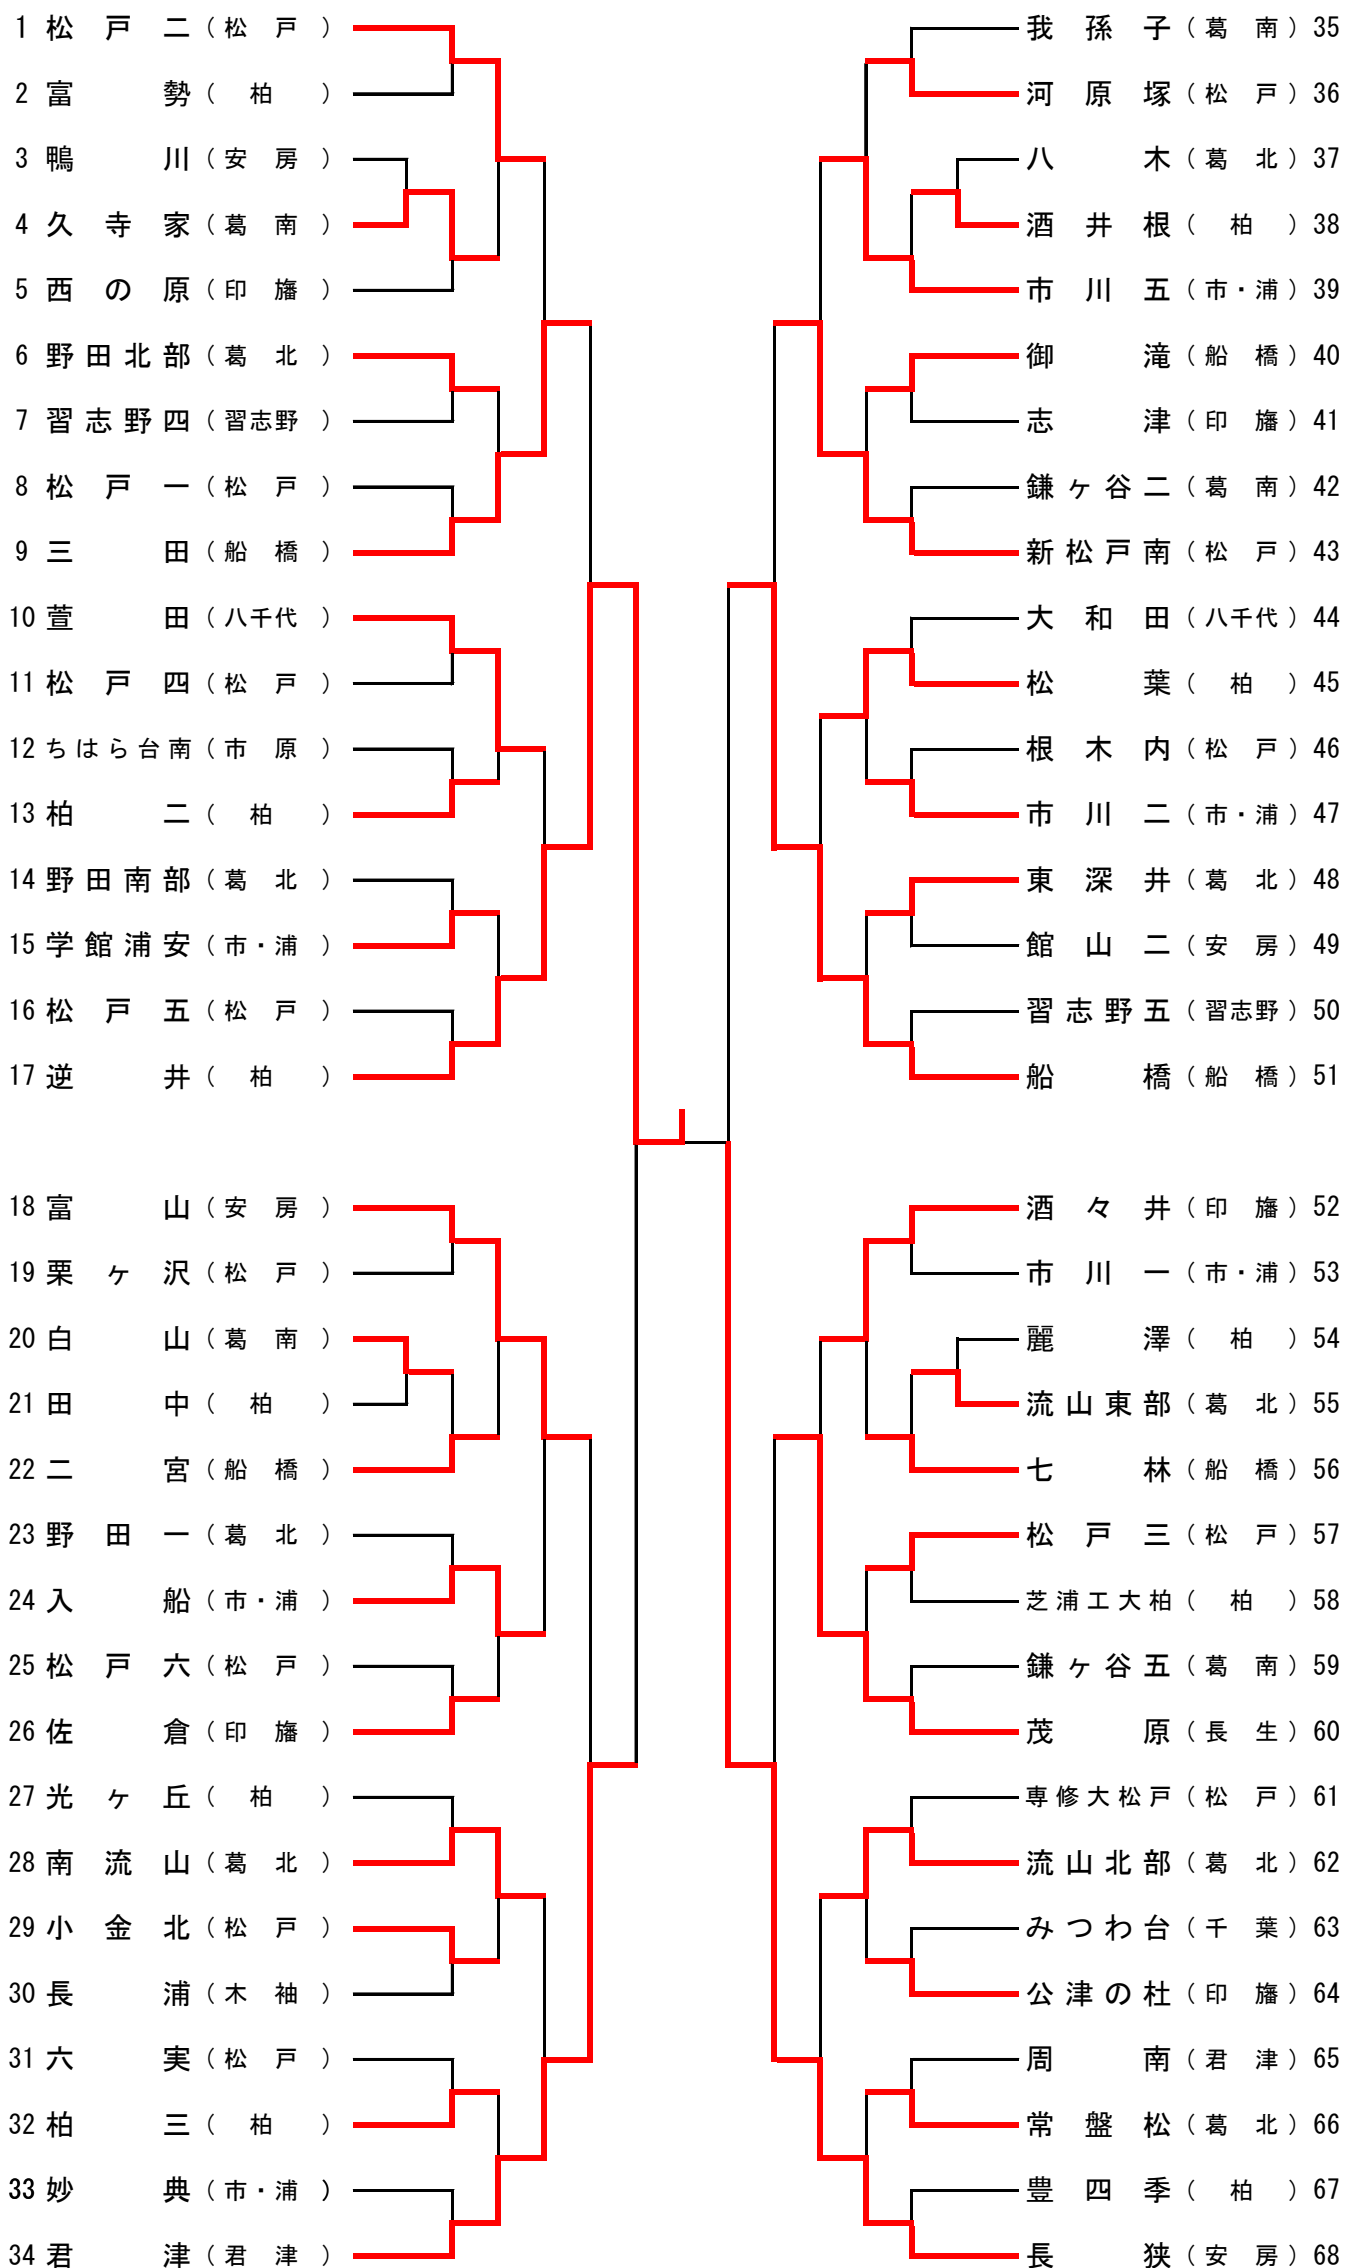 1 松戸二（松戸）
2 富勢（柏）
3 鴨川（安房）
4 久寺家（葛南）
5 西の原（印旛）
6 野田北部（葛北）
7 習志野四（習志野）
8 松戸一（松戸）
9 三田（船橋）
10 萱田（八千代）
11 松戸四（松戸）
12 ちはら台南（市原）
13 柏二（柏）
14 野田南部（葛北）
15 学館浦安（市・浦）
16 松戸五（松戸）
17 逆井（柏）
18 富山（安房）
19 栗ヶ沢（松戸）
20 白山（葛南）
21 田中（柏）
22 二宮（船橋）
23 野田一（葛北）
24 入船（市・浦）
25 松戸六（松戸）
26 佐倉（印旛）
27 光ヶ丘（柏）
28 南流山（葛北）
29 小金北（松戸）
30 長浦（木袖）
31 六実（松戸）
32 柏三（柏）
33 妙典（市・浦）
34 君津（君津）
我孫子（葛南）35
河原塚（松戸）36
八木（葛北）37
酒井根（柏）38
市川五（市・浦）39
御滝（船橋）40
志津（印旛）41
鎌ヶ谷二（葛南）42
新松戸南（松戸）43
大和田（八千代）44
松葉（柏）45
根木内（松戸）46
市川二（市・浦）47
東深井（葛北）48
館山二（安房）49
習志野五（習志野）50
船橋（船橋）51
酒々井（印旛）52
市川一（市・浦）53
麗澤（柏）54
流山東部（葛北）55
七林（船橋）56
松戸三（松戸）57
芝浦工大柏（柏）58
鎌ヶ谷五（葛南）59
茂原（長生）60
専修大松戸（松戸）61
流山北部（葛北）62
みつわ台（千葉）63
公津の杜（印旛）64
周南（君津）65
常盤松（葛北）66
豊四季（柏）67
長狭（安房）68